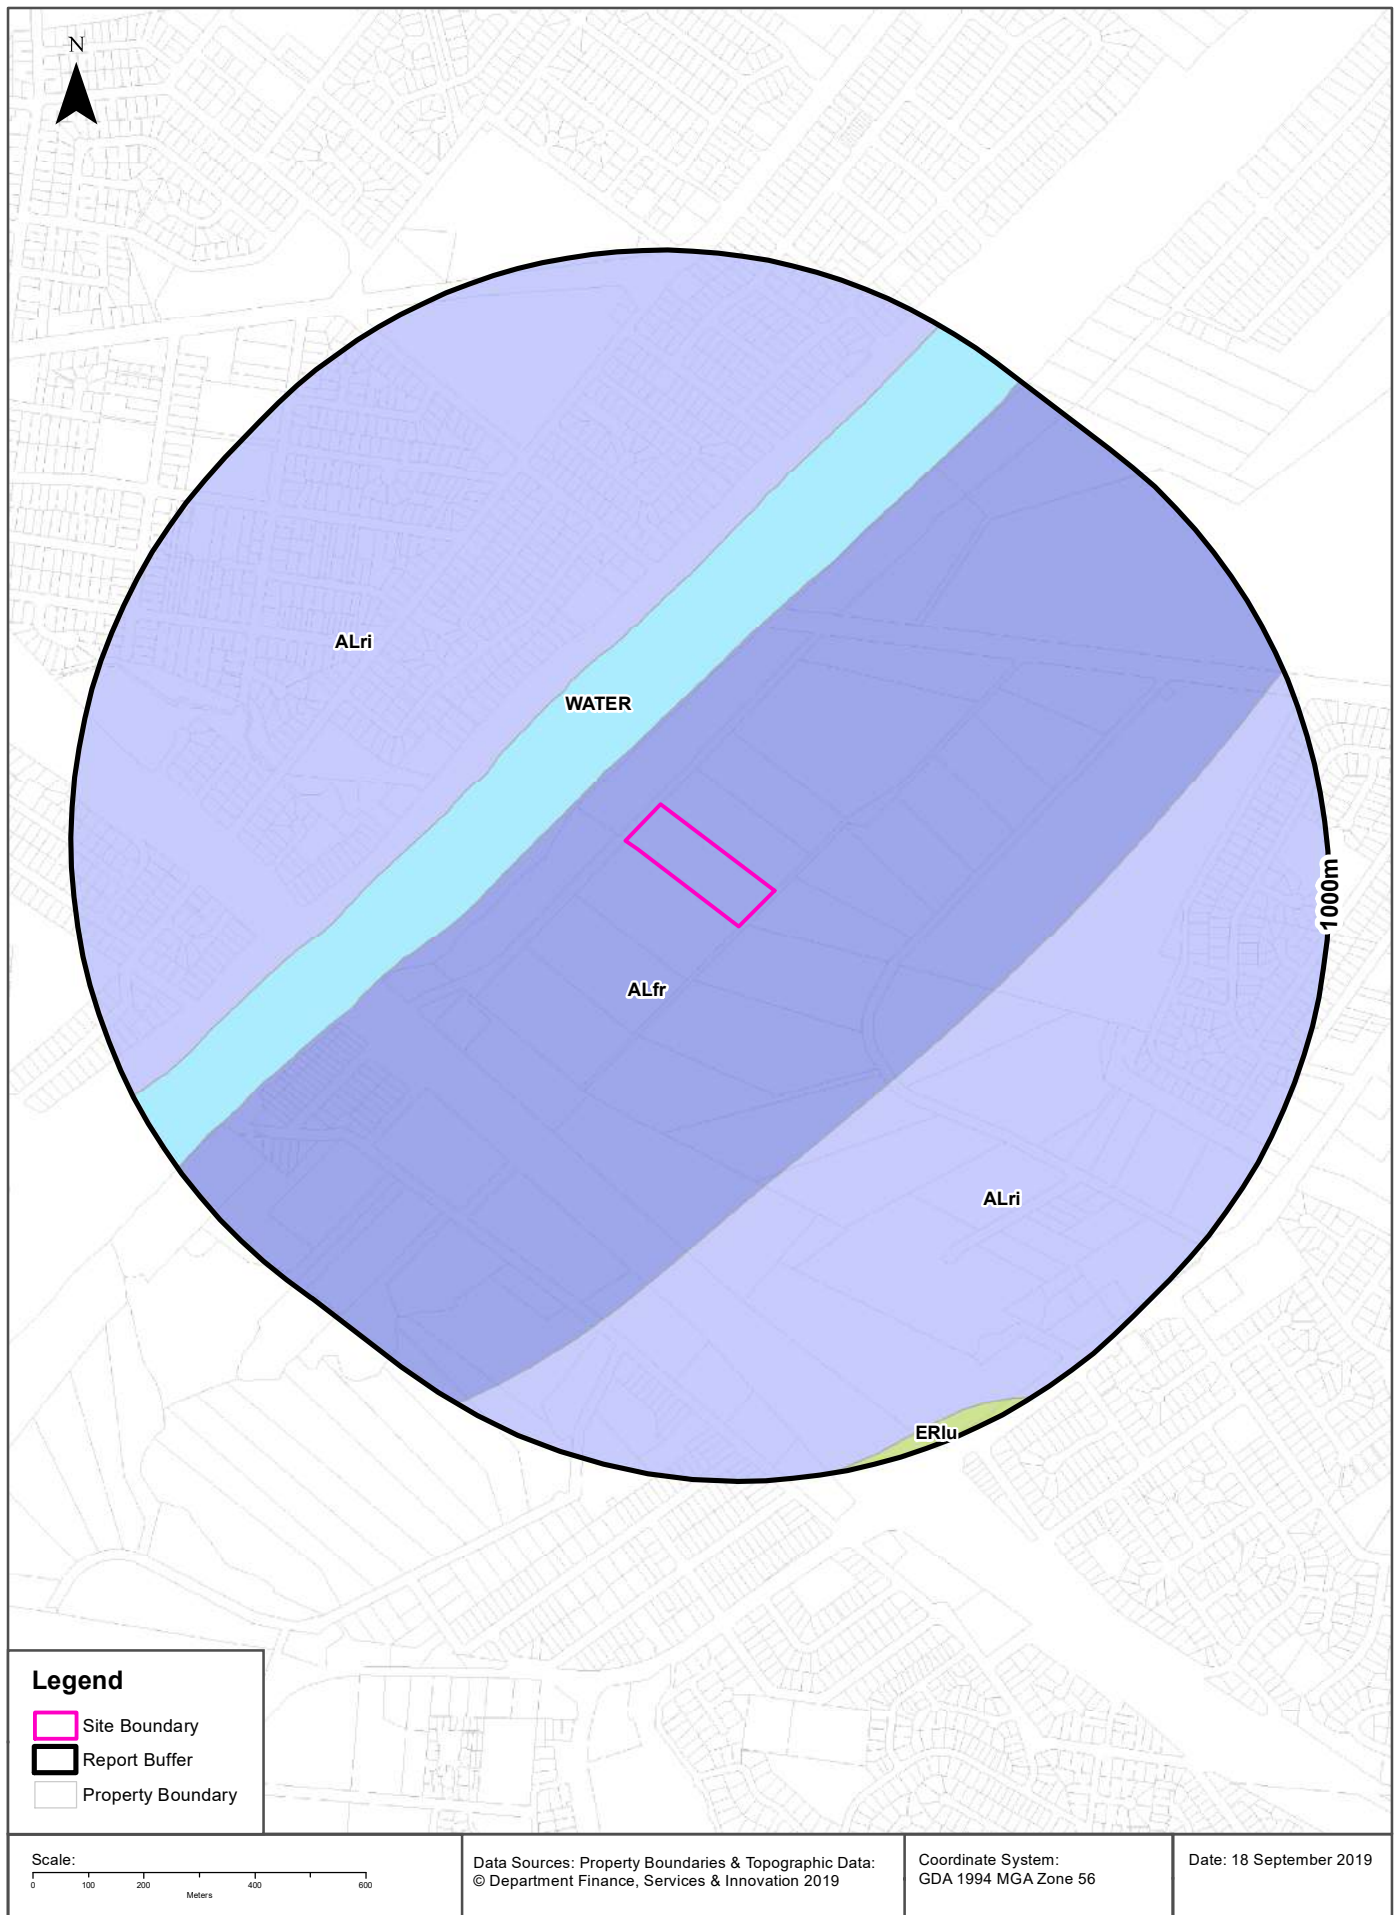 N
ALri
WATER
1000m
ALfr
ALri
ERlu
Legend
Site Boundary
Report Buffer
Property Boundary
Scale:
0 100 200 400 600
Meters
Data Sources: Property Boundaries & Topographic Data:
© Department Finance, Services & Innovation 2019
Coordinate System:
GDA 1994 MGA Zone 56
Date: 18 September 2019